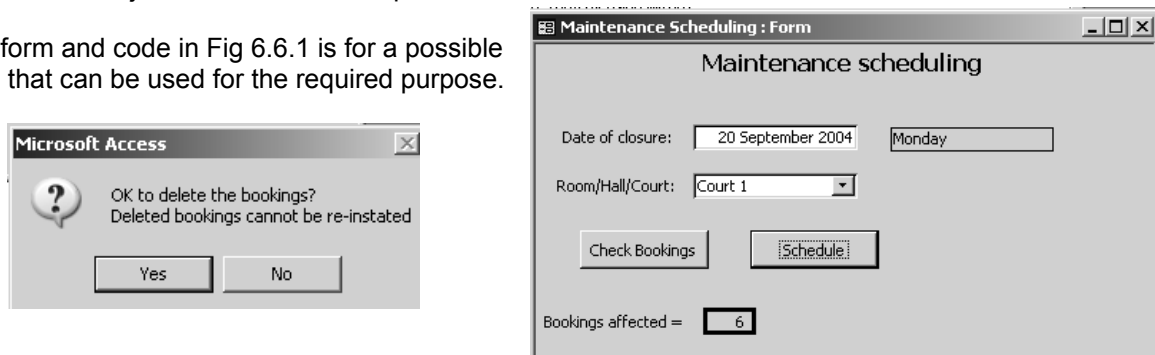 form and code in Fig 6.6.1 is for a possible
that can be used for the required purpose.
Microsoft Access
OK to delete the bookings?
Deleted bookings cannot be re-instated
Yes No
Maintenance Scheduling : Form
Maintenance scheduling
Date of closure: 20 September 2004 Monday
Room/Hall/Court: Court 1
Check Bookings Schedule
Bookings affected = 6